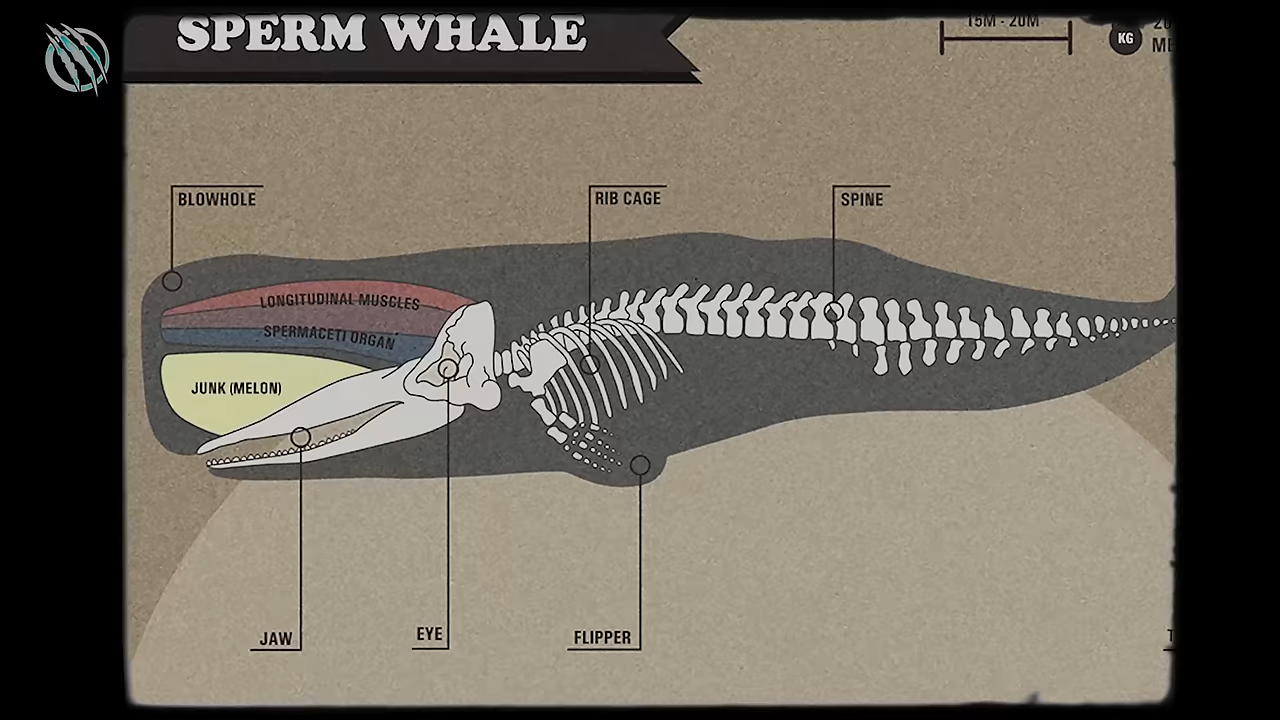 SPERM WHALE
15M - 20M
KG
BLOWHOLE
RIB CAGE
SPINE
LONGITUDINAL MUSCLES
SPERMACETI ORGAN
JUNK (MELON)
JAW
EYE
FLIPPER